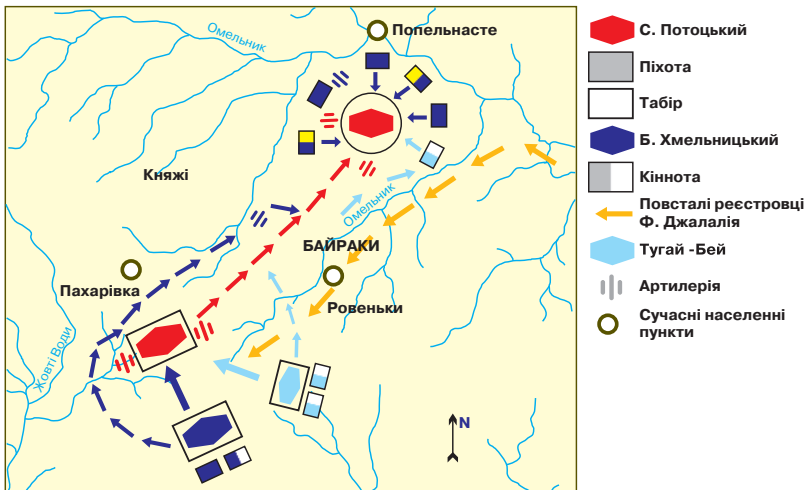 Омельник
Попельнасте
Княжі
Омельник
БАЙРАКИ
Пахарівка
Ровеньки
Жовті Води
N
С. Потоцький
Піхота
Табір
Б. Хмельницький
Кіннота
Повсталі реєстровці
Ф. Джалалія
Тугай -Бей
Артилерія
Сучасні населенні
пункти